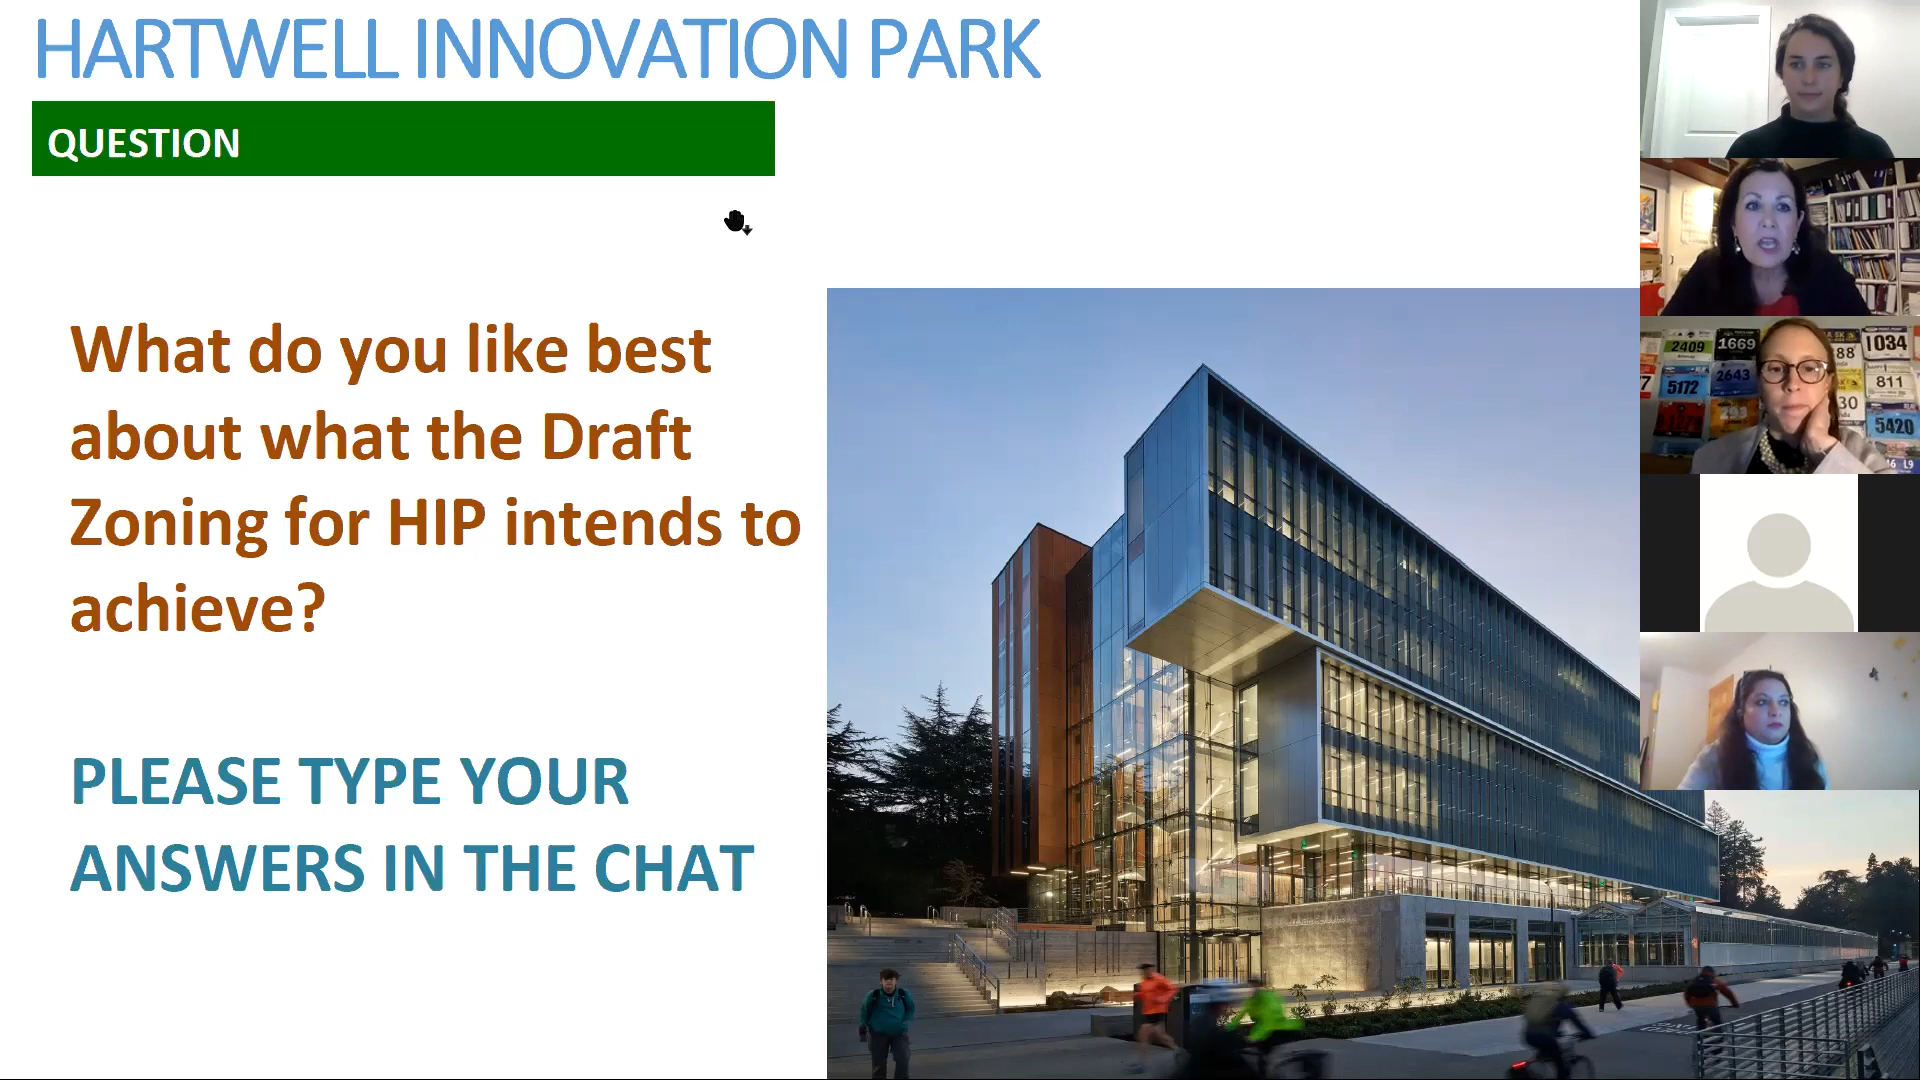 HARTWELL INNOVATION PARK
QUESTION
What do you like best
about what the Draft
Zoning for HIP intends to
achieve?
PLEASE TYPE YOUR
ANSWERS IN THE CHAT
2409
1669
88
1034
5172
2643
811
30
5420
L9